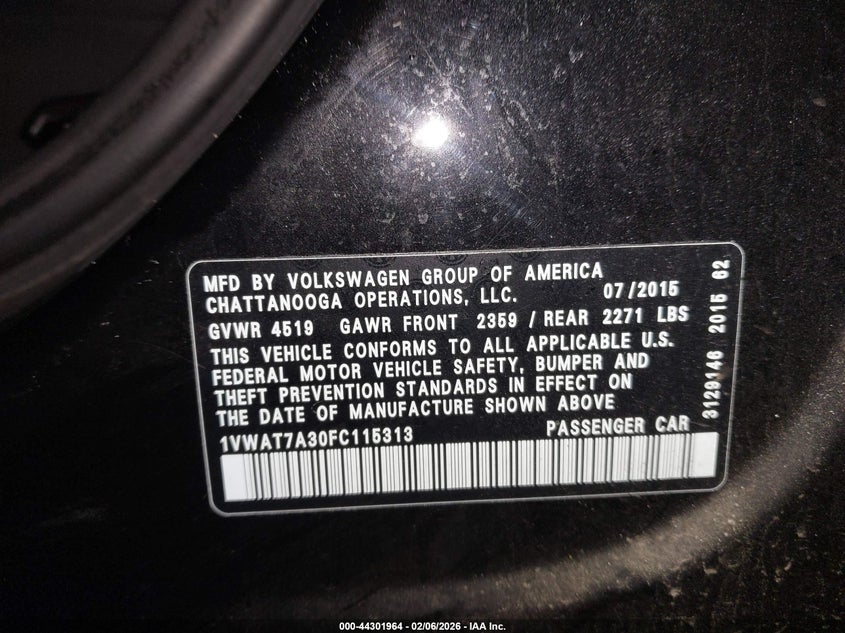 MFD BY VOLKSWAGEN GROUP OF AMERICA
CHATTANOOGA OPERATIONS, LLC. 07/2015
GVWR 4519 GAWR FRONT 2359 / REAR 2271 LBS
THIS VEHICLE CONFORMS TO ALL APPLICABLE U.S.
FEDERAL MOTOR VEHICLE SAFETY, BUMPER AND
THEFT PREVENTION STANDARDS IN EFFECT ON
THE DATE OF MANUFACTURE SHOWN ABOVE
1VWAT7A30FC115313 PASSENGER CAR
3129146 2015 62
000-44301964 - 02/06/2026 - IAA Inc.